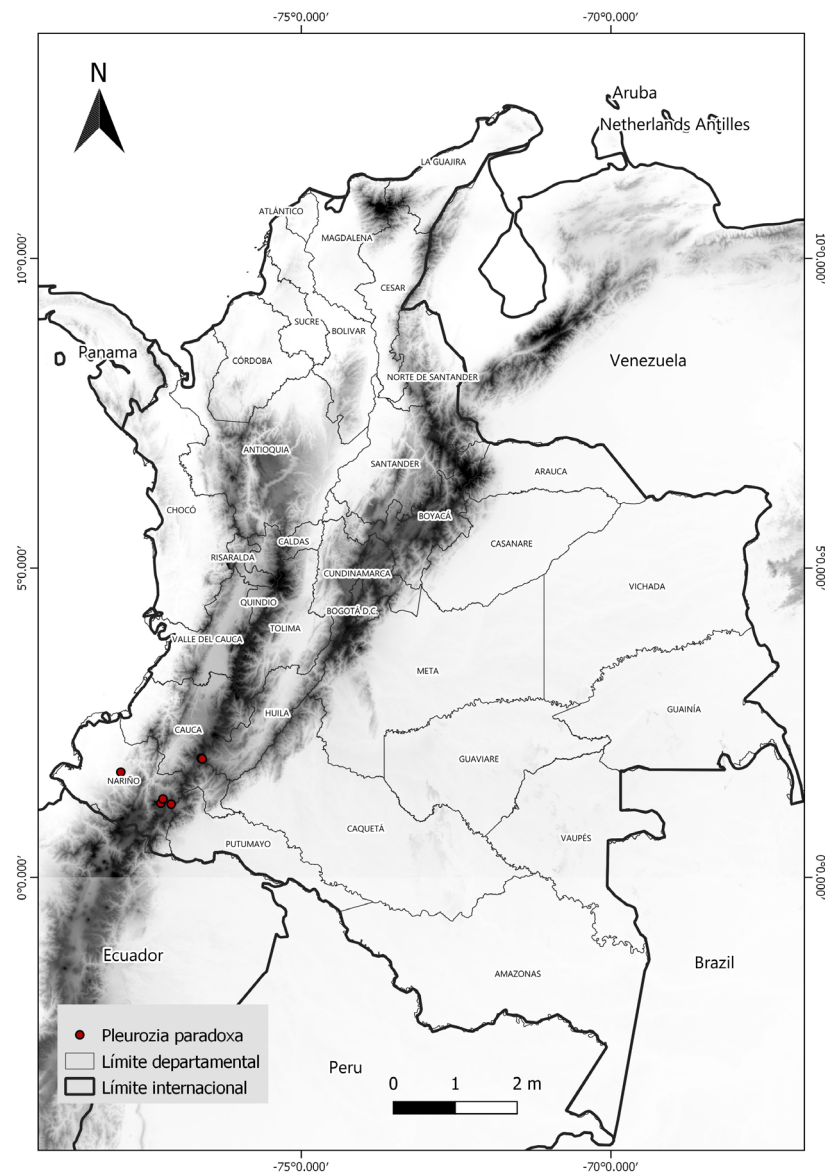 -75°0.000′
-70°0.000′
N
Aruba
Netherlands Antilles
LA GUAJIRA
ATLÁNTICO
MAGDALENA
10°0.000′
10°0.000′
CESAR
SUCRE
BOLIVAR
Panama
CÓRDOBA
Venezuela
NORTE DE SANTANDER
ANTIOQUIA
SANTANDER
ARAUCA
CHOCÓ
BOYACÁ
CALDAS
CASANARE
RISARALDA
5°0.000′
5°0.000′
CUNDINAMARCA
VICHADA
QUINDIO
BOGOTÁ D.C.
TOLIMA
VALLE DEL CAUCA
META
HUILA
GUAINÍA
CAUCA
GUAVIARE
NARIÑO
CAQUETÀ
VAUPÉS
PUTUMAYO
0°0.000′
0°0.000′
Ecuador
Brazil
AMAZONAS
Pleurozia paradoxa
Límite departamental
Límite internacional
Peru
0 1 2 m
-75°0.000′
-70°0.000′